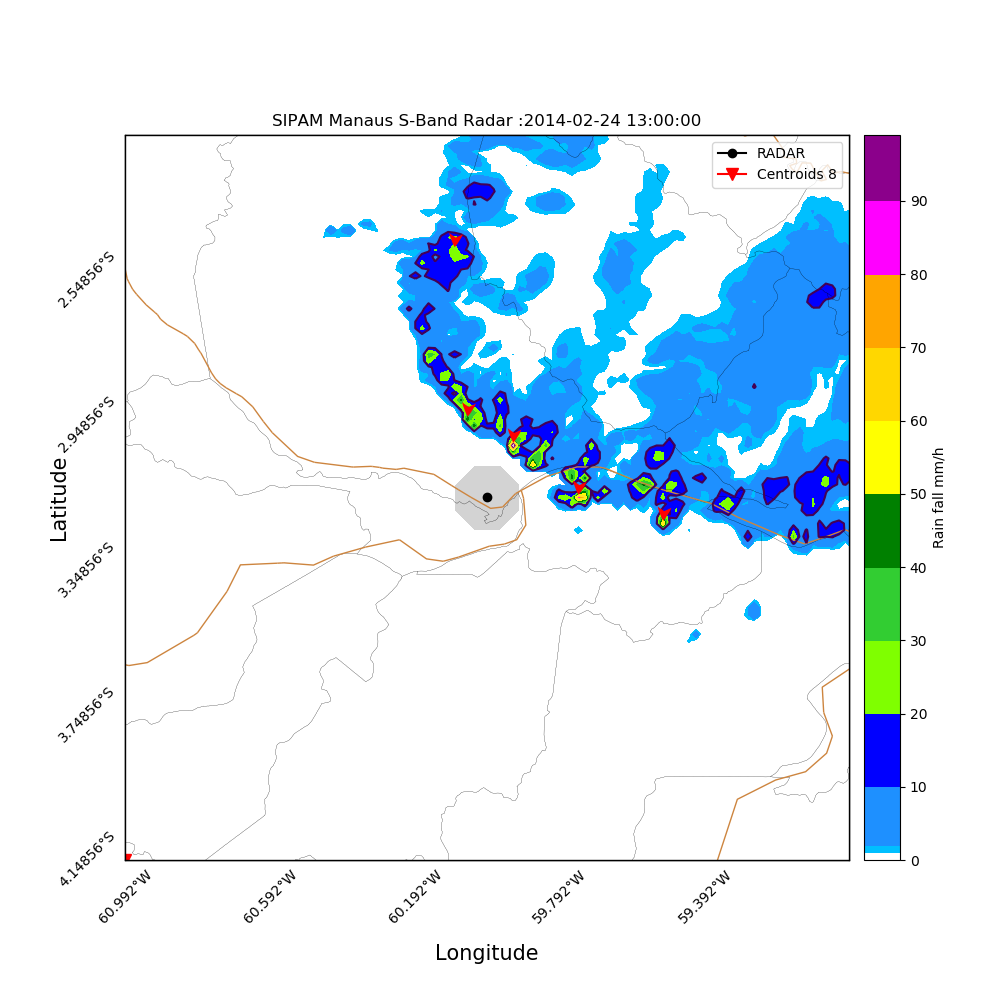 SIPAM Manaus S-Band Radar :2014-02-24 13:00:00
RADAR
Centroids 8
Latitude
2.54856°S
2.94856°S
3.34856°S
3.74856°S
4.14856°S
60.992°W
60.592°W
60.192°W
59.792°W
59.392°W
Longitude
90
80
70
60
50
40
30
20
10
0
Rain fall mm/h